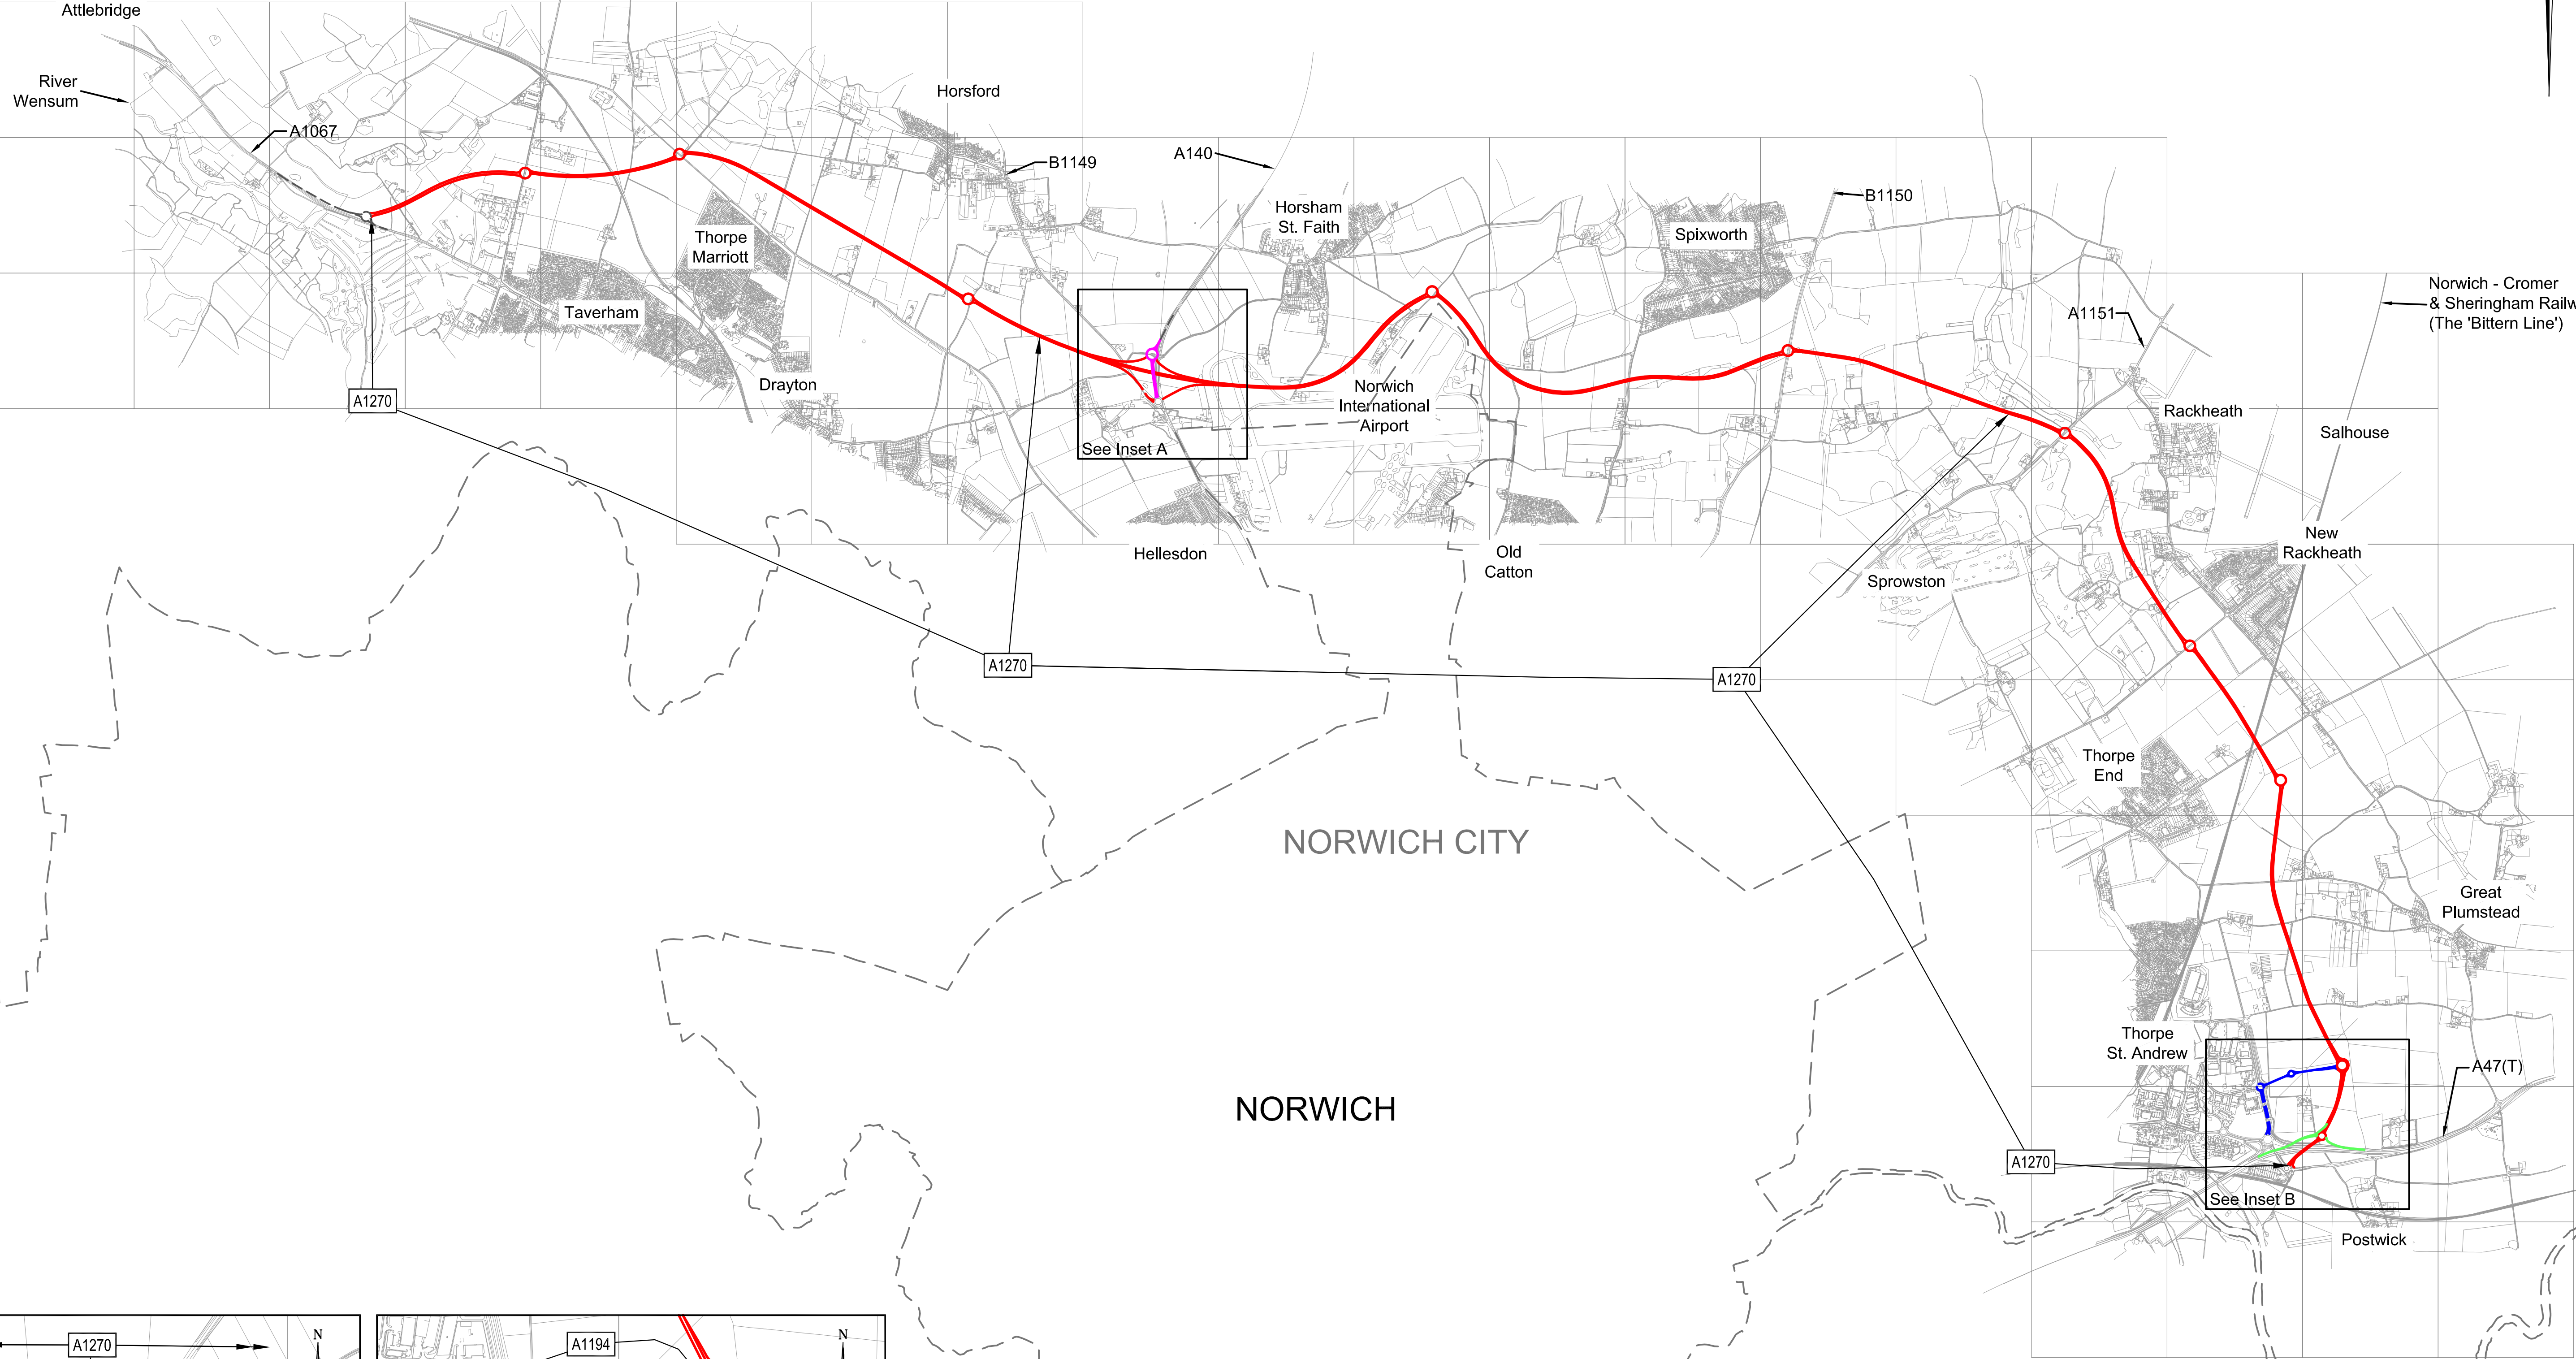 Attlebridge
River
Wensum
A1067
Horsford
B1149
A140
Horsham
St. Faith
B1150
Spixworth
Thorpe
Marriott
Taverham
Drayton
A1270
See Inset A
Norwich
International
Airport
A1151
Norwich - Cromer
& Sheringham Railw
(The 'Bittern Line')
Rackheath
Salhouse
New
Rackheath
Hellesdon
Old
Catton
Sprowston
A1270
A1270
Thorpe
End
NORWICH CITY
Great
Plumstead
Thorpe
St. Andrew
A47(T)
NORWICH
A1270
See Inset B
Postwick
A1270
N
A1194
N